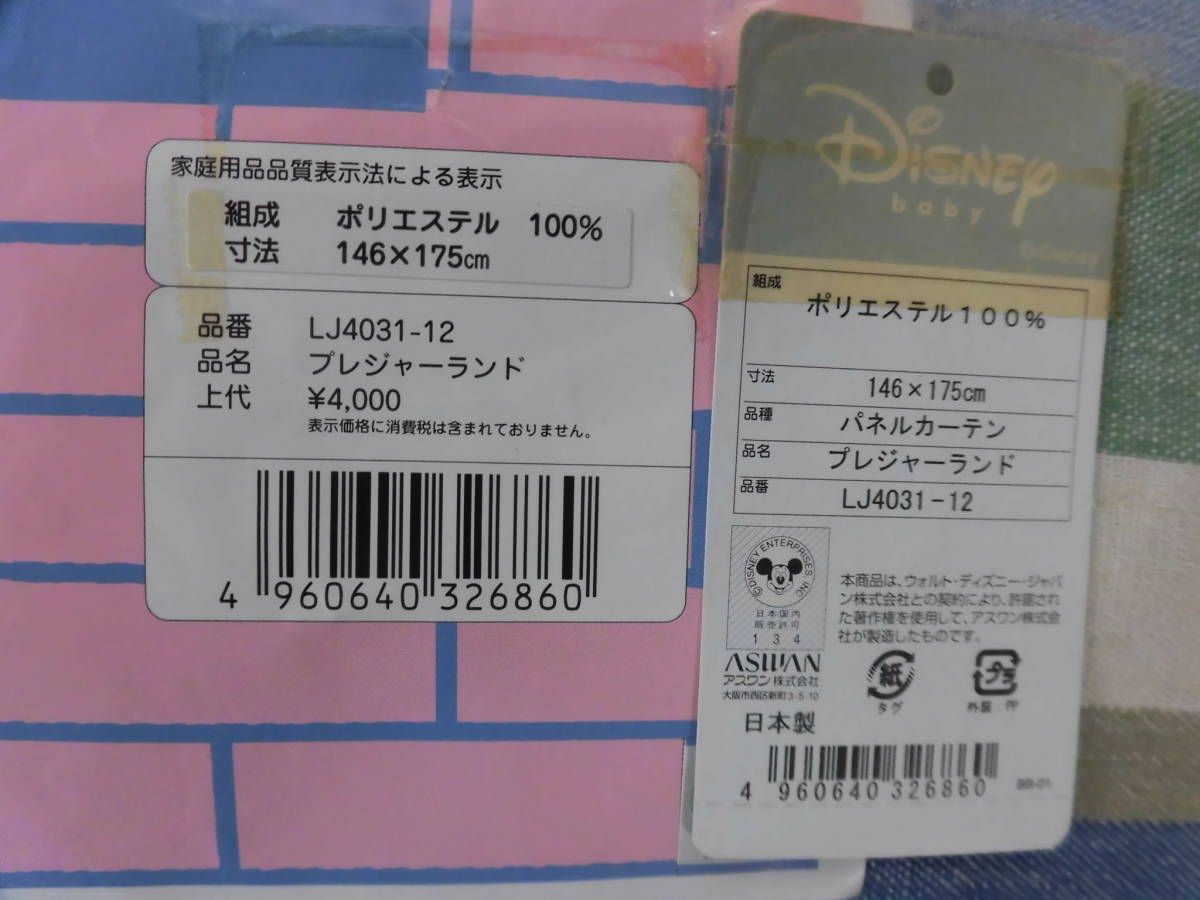 家庭用品品質表示法による表示
組成 ポリエステル 100%
寸法 146×175cm
品番 LJ4031-12
品名 プレジャーランド
上代 ¥4,000
表示価格に消費税は含まれておりません。
4 960640 326860
Disney
baby
©Disney
組成
ポリエステル100%
寸法 146×175cm
品種 パネルカーテン
品名 プレジャーランド
品番 LJ4031-12
©DISNEY ENTERPRISES, INC
日本国内
販売許可
134
本商品は、ウォルト・ディズニー・ジャパ
ン株式会社との契約により、許諾され
た著作権を使用して、アスワン株式会
社が製造したものです。
ASWAN
アスワン株式会社
大阪市西区新町3-5-10
紙
タグ
プラ
外装 PP
日本製
4 960640 326860
BB-01